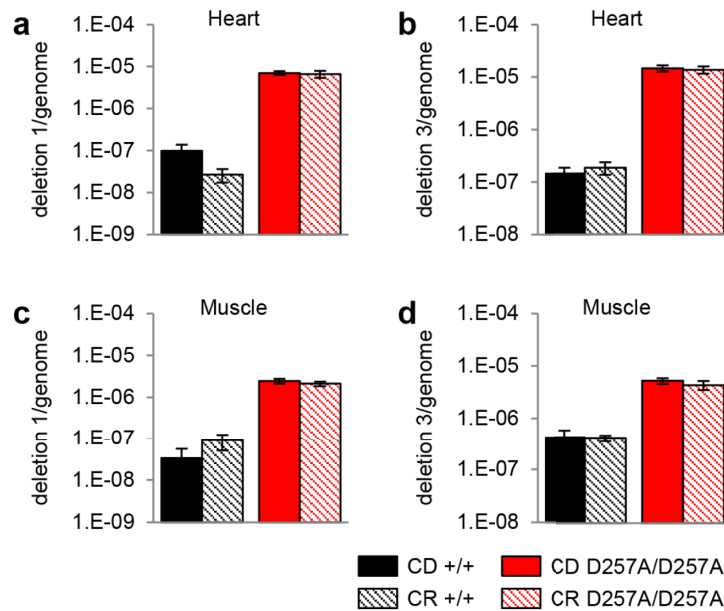 a
Heart
deletion 1/genome
1.E-04
1.E-05
1.E-06
1.E-07
1.E-08
1.E-09
b
Heart
deletion 3/genome
1.E-04
1.E-05
1.E-06
1.E-07
1.E-08
c
Muscle
deletion 1/genome
1.E-04
1.E-05
1.E-06
1.E-07
1.E-08
1.E-09
d
Muscle
deletion 3/genome
1.E-04
1.E-05
1.E-06
1.E-07
1.E-08
CD +/+ CD D257A/D257A
CR +/+ CR D257A/D257A